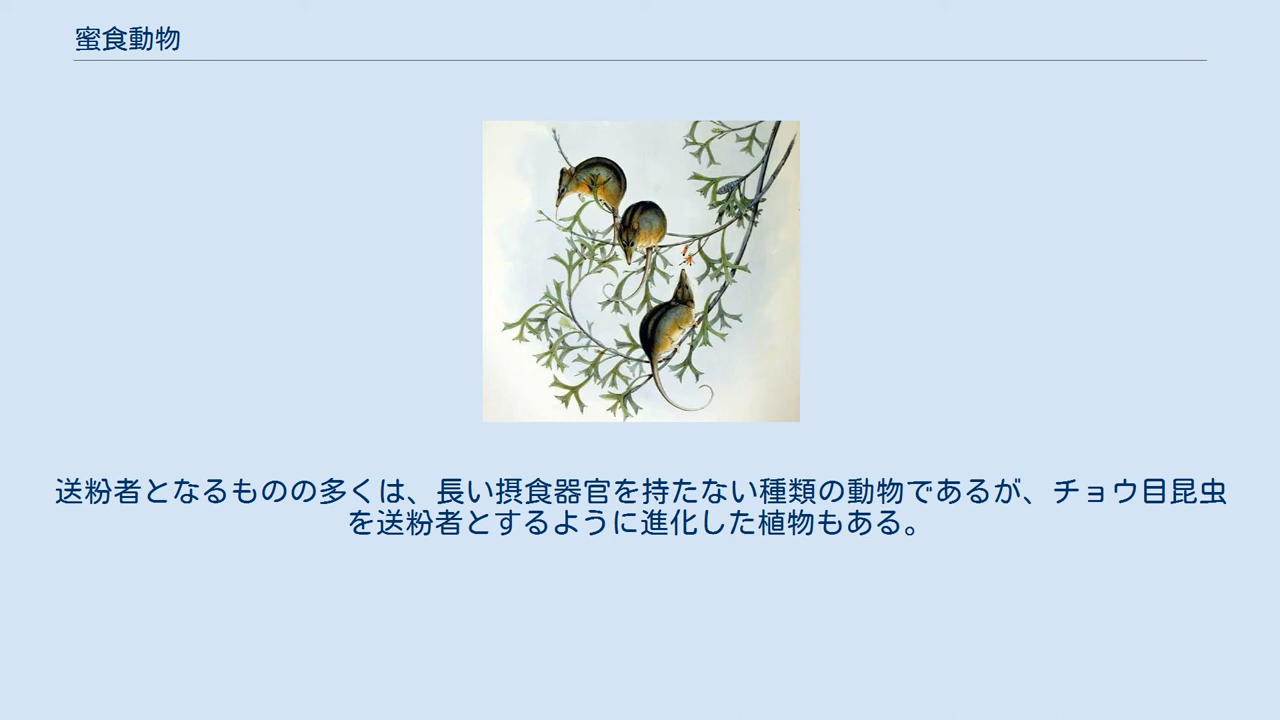 蜜食動物
送粉者となるものの多くは、長い摂食器官を持たない種類の動物であるが、チョウ目昆虫
を送粉者とするように進化した植物もある。